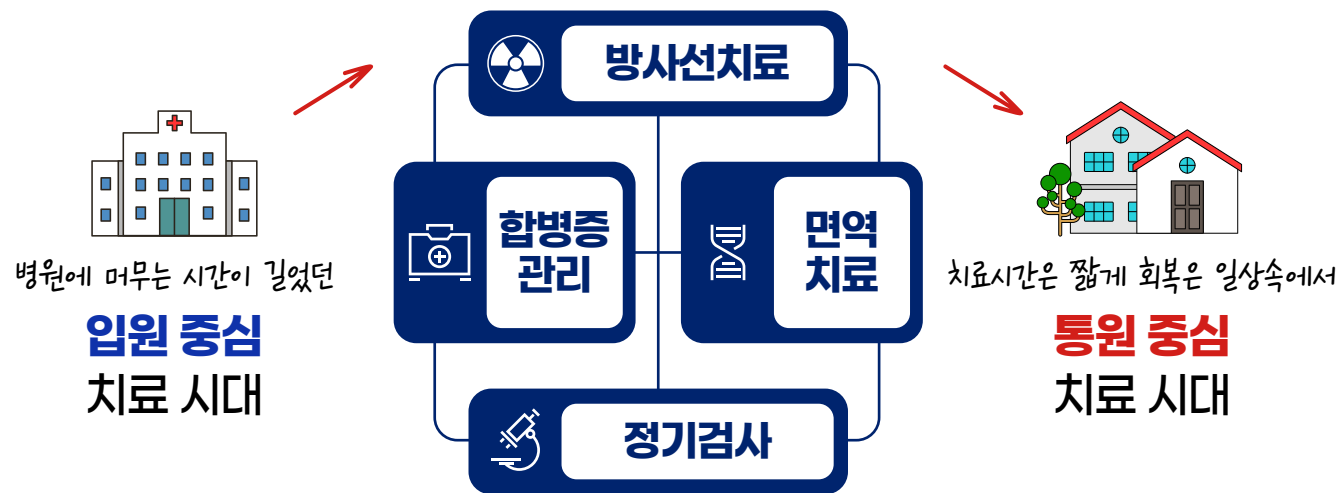 병원에 머무는 시간이 길었던
입원 중심
치료 시대
방사선치료
합병증
관리
면역
치료
정기검사
치료시간은 짧게 회복은 일상속에서
통원 중심
치료 시대